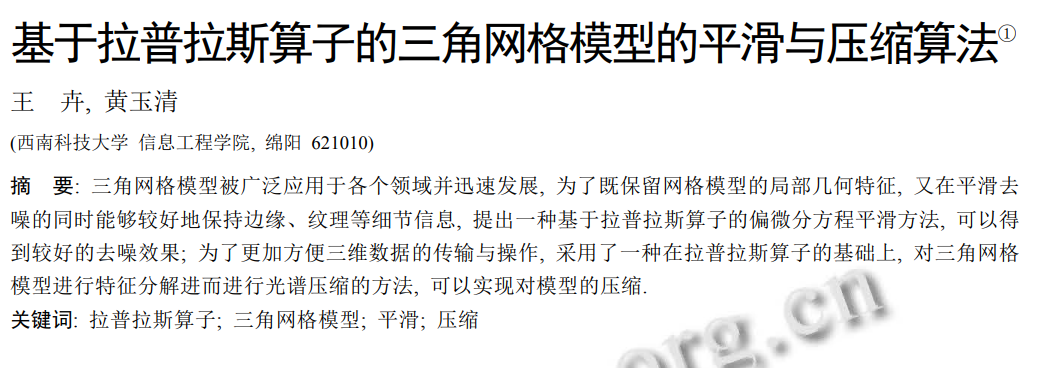 基于拉普拉斯算子的三角网格模型的平滑与压缩算法①
王 卉, 黄玉清
(西南科技大学 信息工程学院, 绵阳 621010)
摘 要: 三角网格模型被广泛应用于各个领域并迅速发展, 为了既保留网格模型的局部几何特征, 又在平滑去
噪的同时能够较好地保持边缘、纹理等细节信息, 提出一种基于拉普拉斯算子的偏微分方程平滑方法, 可以得
到较好的去噪效果; 为了更加方便三维数据的传输与操作, 采用了一种在拉普拉斯算子的基础上, 对三角网格
模型进行特征分解进而进行光谱压缩的方法, 可以实现对模型的压缩.
关键词: 拉普拉斯算子; 三角网格模型; 平滑; 压缩
org.cn